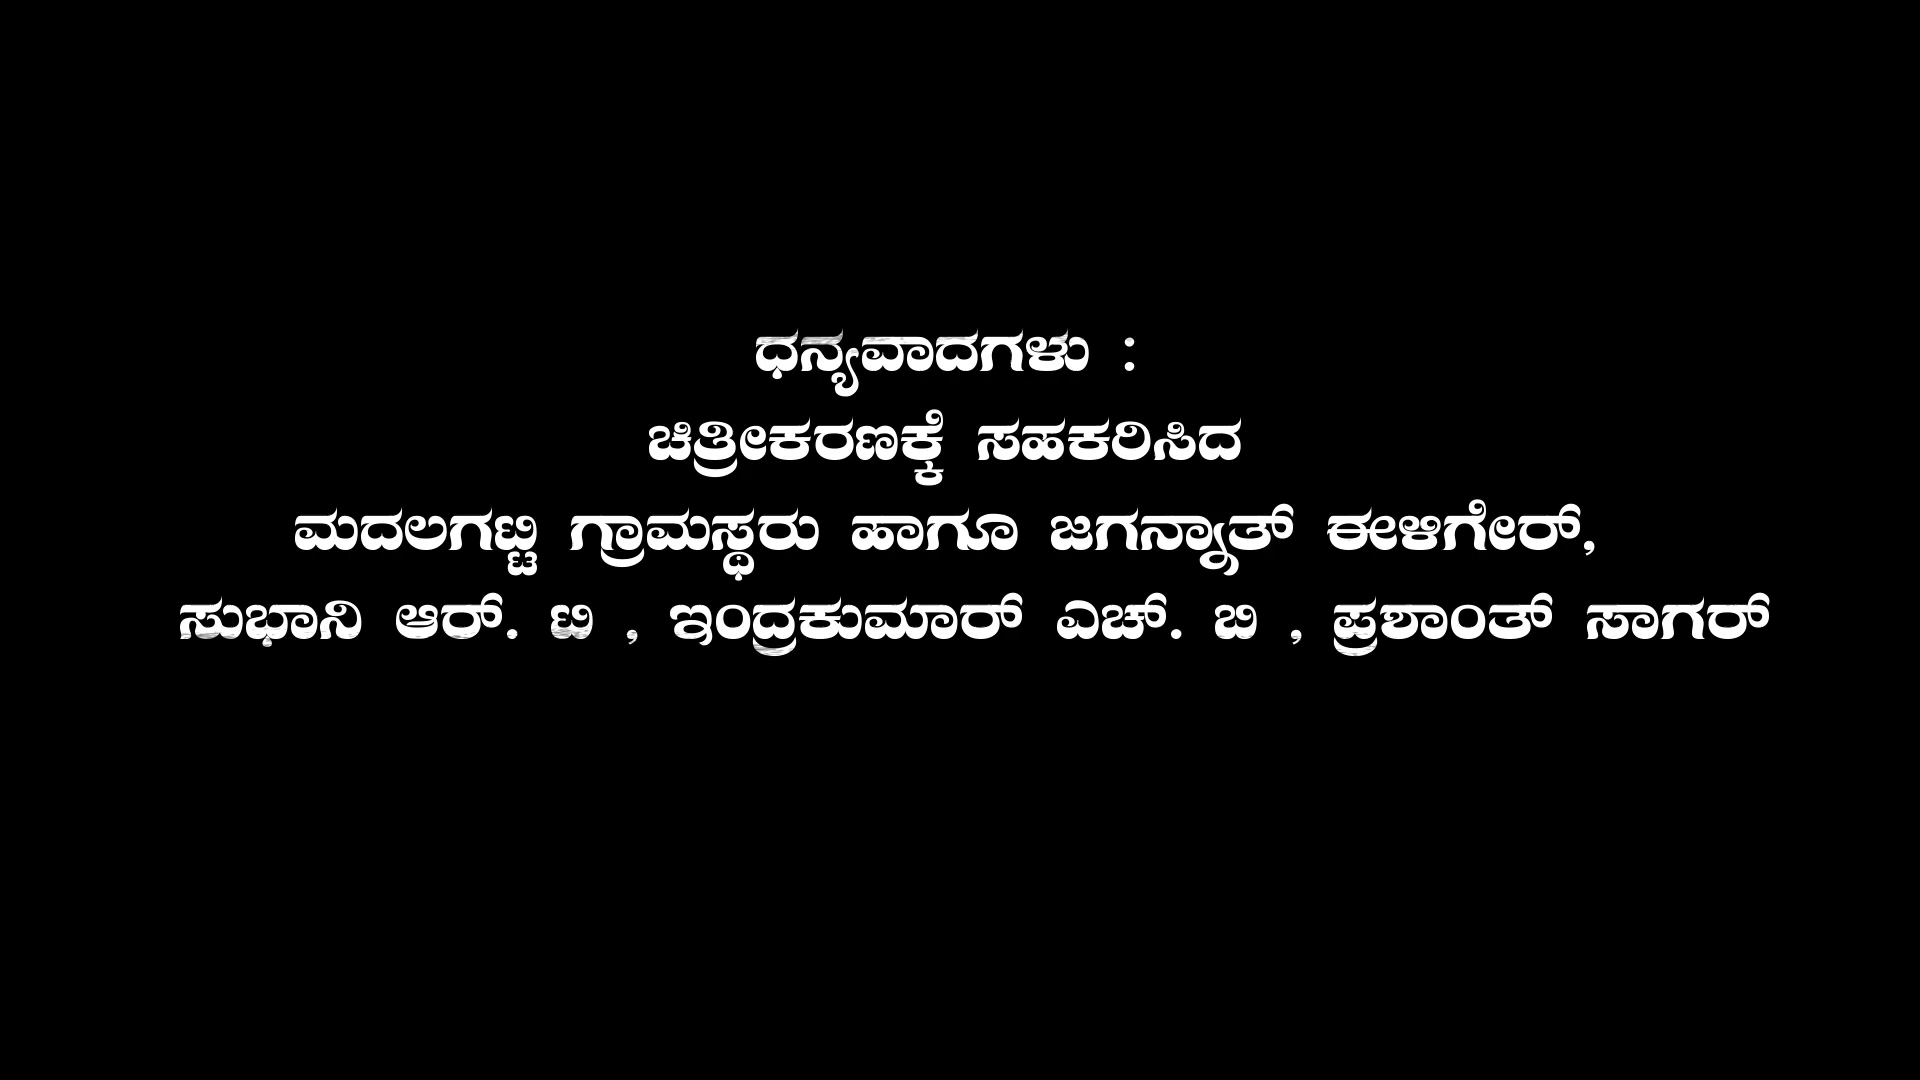 ಧನ್ಯವಾದಗಳು :
ಚಿತ್ರೀಕರಣಕ್ಕೆ ಸಹಕರಿಸಿದ
ಮದಲಗಟ್ಟಿ ಗ್ರಾಮಸ್ಥರು ಹಾಗೂ ಜಗನ್ನಾತ್ ಈಳಿಗೇರ್,
ಸುಭಾನಿ ಆರ್. ಟಿ , ಇಂದ್ರಕುಮಾರ್ ಎಚ್. ಬಿ , ಪ್ರಶಾಂತ್ ಸಾಗರ್